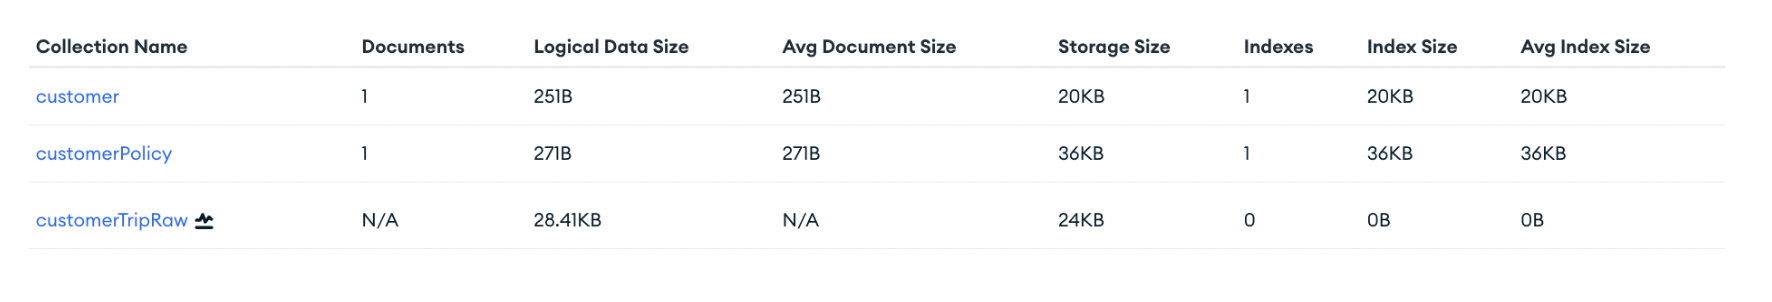 Collection Name Documents Logical Data Size Avg Document Size Storage Size Indexes Index Size Avg Index Size
customer 1 251B 251B 20KB 1 20KB 20KB
customerPolicy 1 271B 271B 36KB 1 36KB 36KB
customerTripRaw N/A 28.41KB N/A 24KB 0 0B 0B